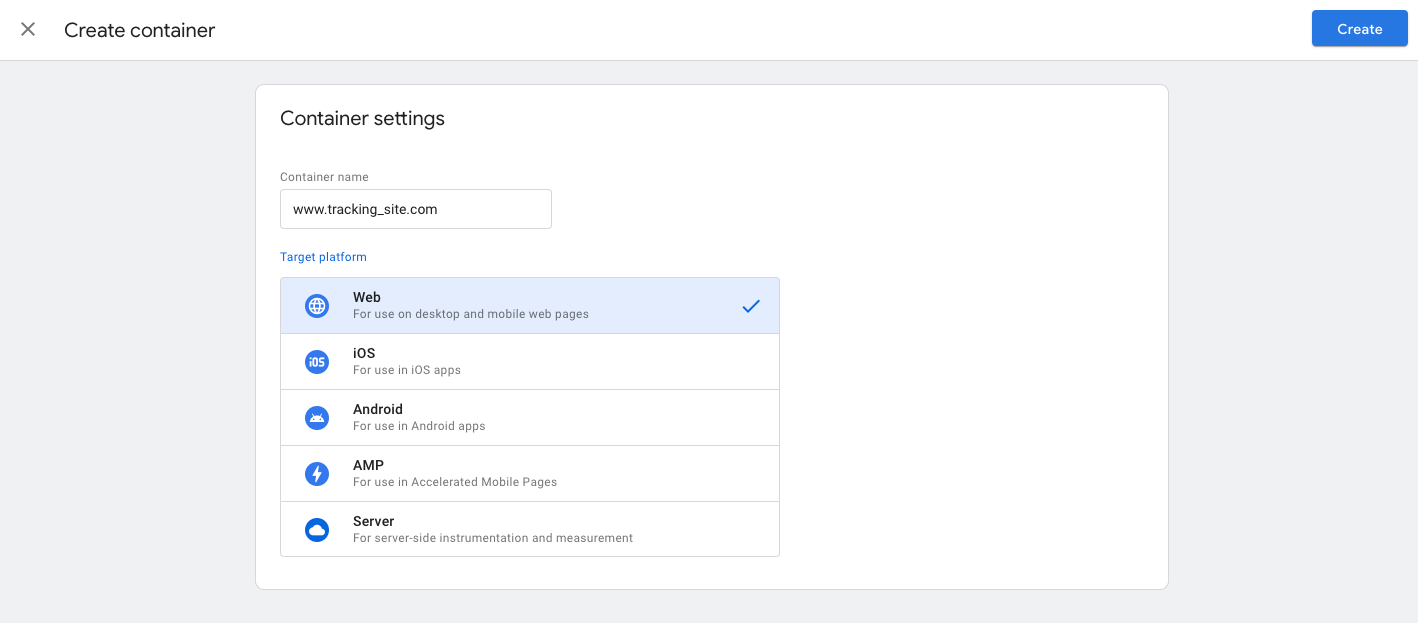 Create container
Create
Container settings
Container name
www.tracking_site.com
Target platform
Web
For use on desktop and mobile web pages
iOS
iOS
For use in iOS apps
Android
For use in Android apps
AMP
For use in Accelerated Mobile Pages
Server
For server-side instrumentation and measurement